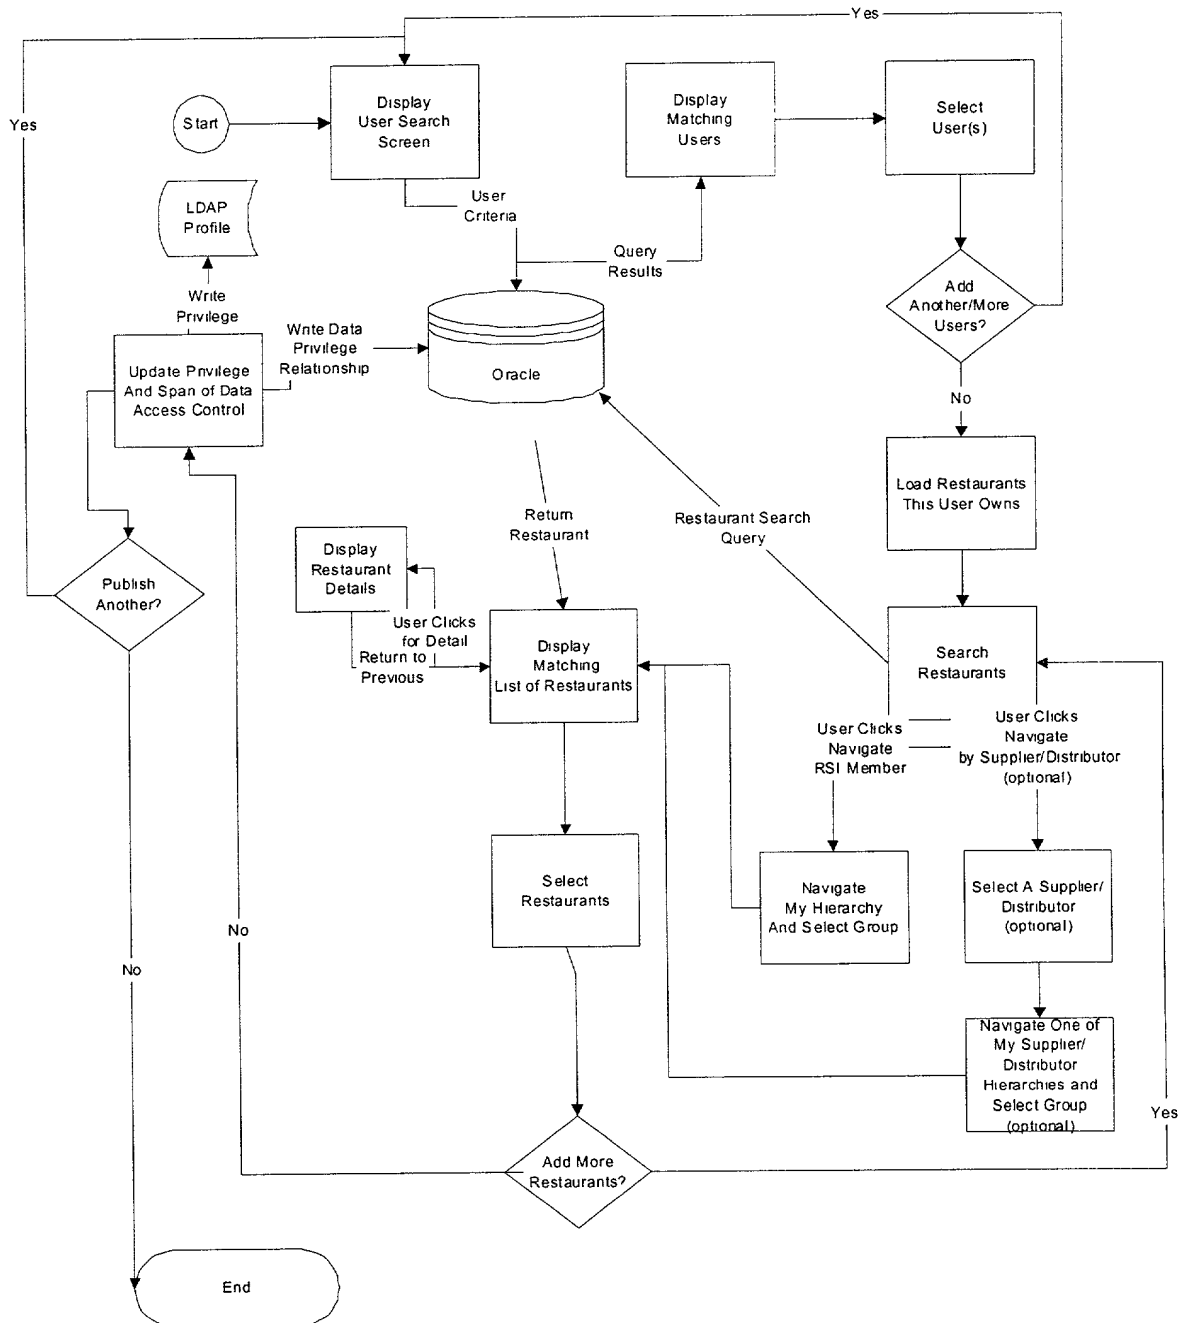 Yes
Yes
Start
Display
User Search
Screen
Display
Matching
Users
Select
User(s)
LDAP
Profile
User
Criteria
Query
Results
Write
Privilege
Write Data
Privilege
Relationship
Add
Another/More
Users?
Update Privilege
And Span of Data
Access Control
Oracle
No
Load Restaurants
This User Owns
Return
Restaurant
Restaurant Search
Query
Display
Restaurant
Details
Publish
Another?
User Clicks
for Detail
Return to
Previous
Display
Matching
List of Restaurants
Search
Restaurants
User Clicks
Navigate
RSI Member
User Clicks
Navigate
by Supplier/Distributor
(optional)
Select
Restaurants
Navigate
My Hierarchy
And Select Group
Select A Supplier/
Distributor
(optional)
No
No
Navigate One of
My Supplier/
Distributor
Hierarchies and
Select Group
(optional)
Yes
Add More
Restaurants?
End